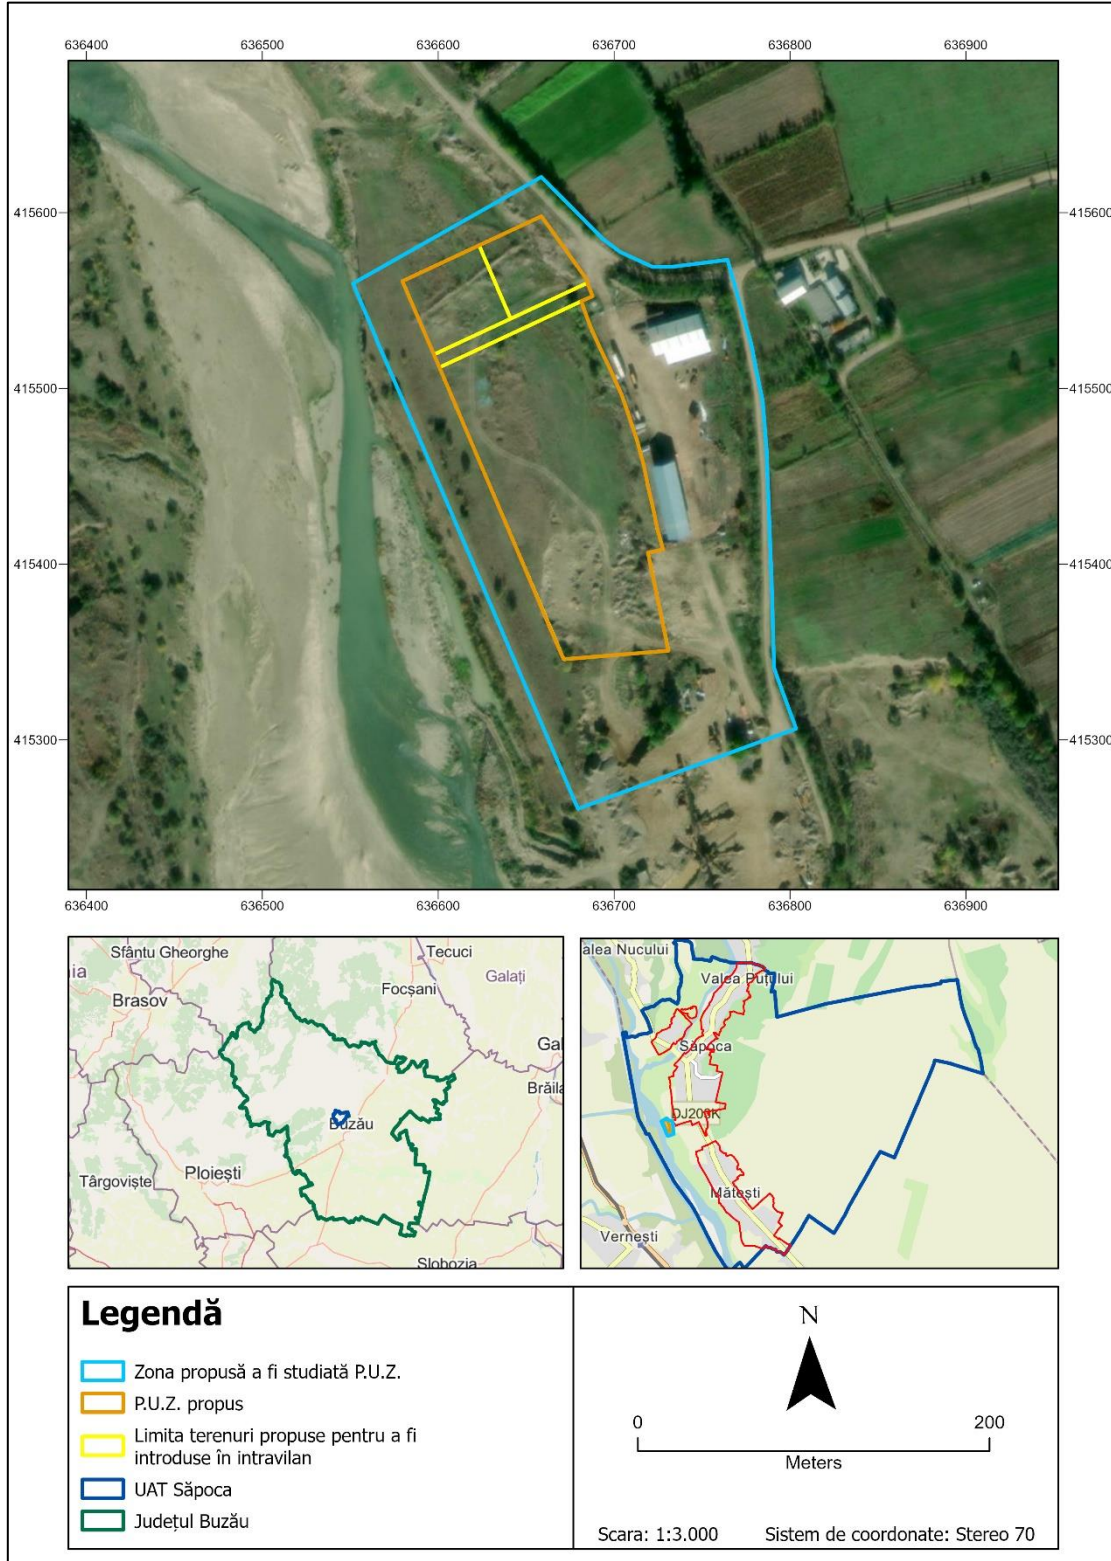 636400 636500 636600 636700 636800 636900
415600 415600
415500 415500
415400 415400
415300 415300
636400 636500 636600 636700 636800 636900
Sfântu Gheorghe
Tecuci
nia
Galați
Brasov
Focșani
Gal
Brăila
Buzău
Ploiești
Târgoviște
Slobozia
alea Nucului
Valea Puțului
Săpoca
DJ203K
Mătești
Vernești
Legendă
Zona propusă a fi studiată P.U.Z.
P.U.Z. propus
Limita terenuri propuse pentru a fi
introduse în intravilan
UAT Săpoca
Județul Buzău
N
0 200
Meters
Scara: 1:3.000 Sistem de coordonate: Stereo 70